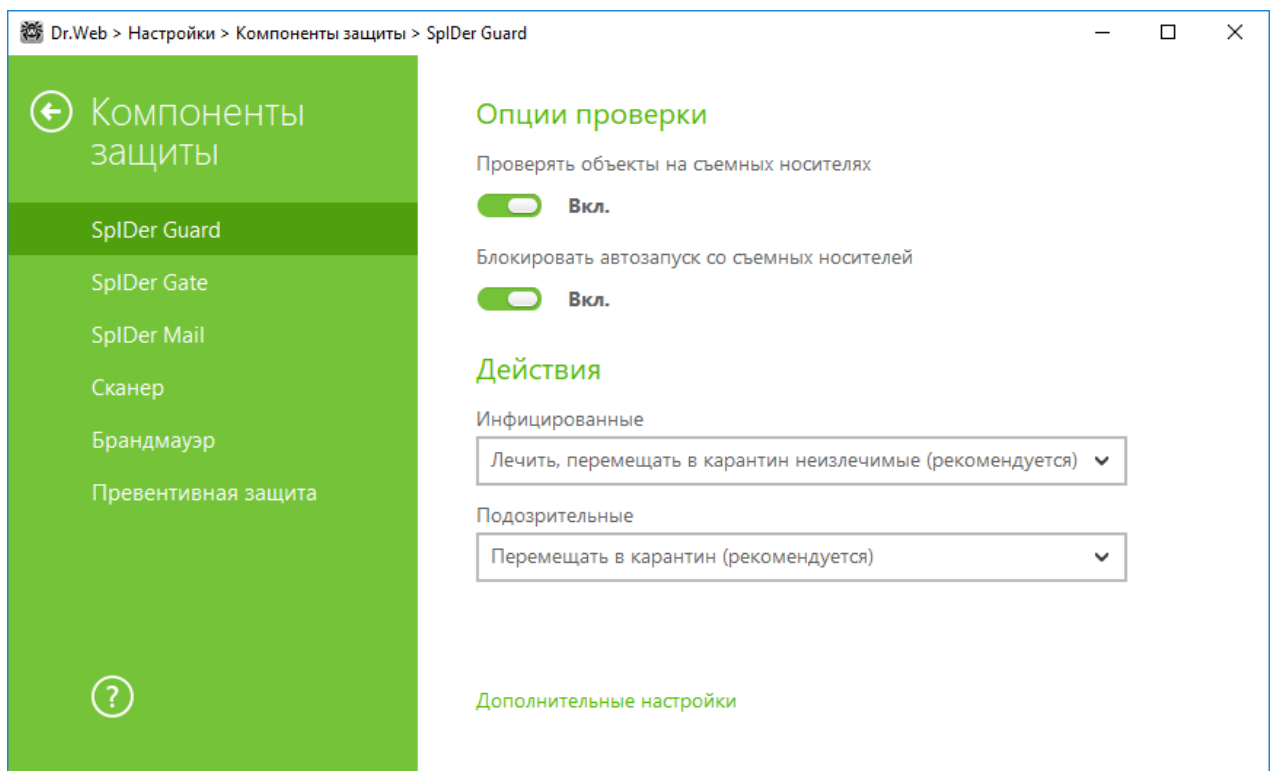 Dr.Web > Настройки > Компоненты защиты > SpIDer Guard
Компоненты
защиты
SpIDer Guard
SpIDer Gate
SpIDer Mail
Сканер
Брандмауэр
Превентивная защита
?
Опции проверки
Проверять объекты на съемных носителях
Вкл.
Блокировать автозапуск со съемных носителей
Вкл.
Действия
Инфицированные
Лечить, перемещать в карантин неизлечимые (рекомендуется)
Подозрительные
Перемещать в карантин (рекомендуется)
Дополнительные настройки